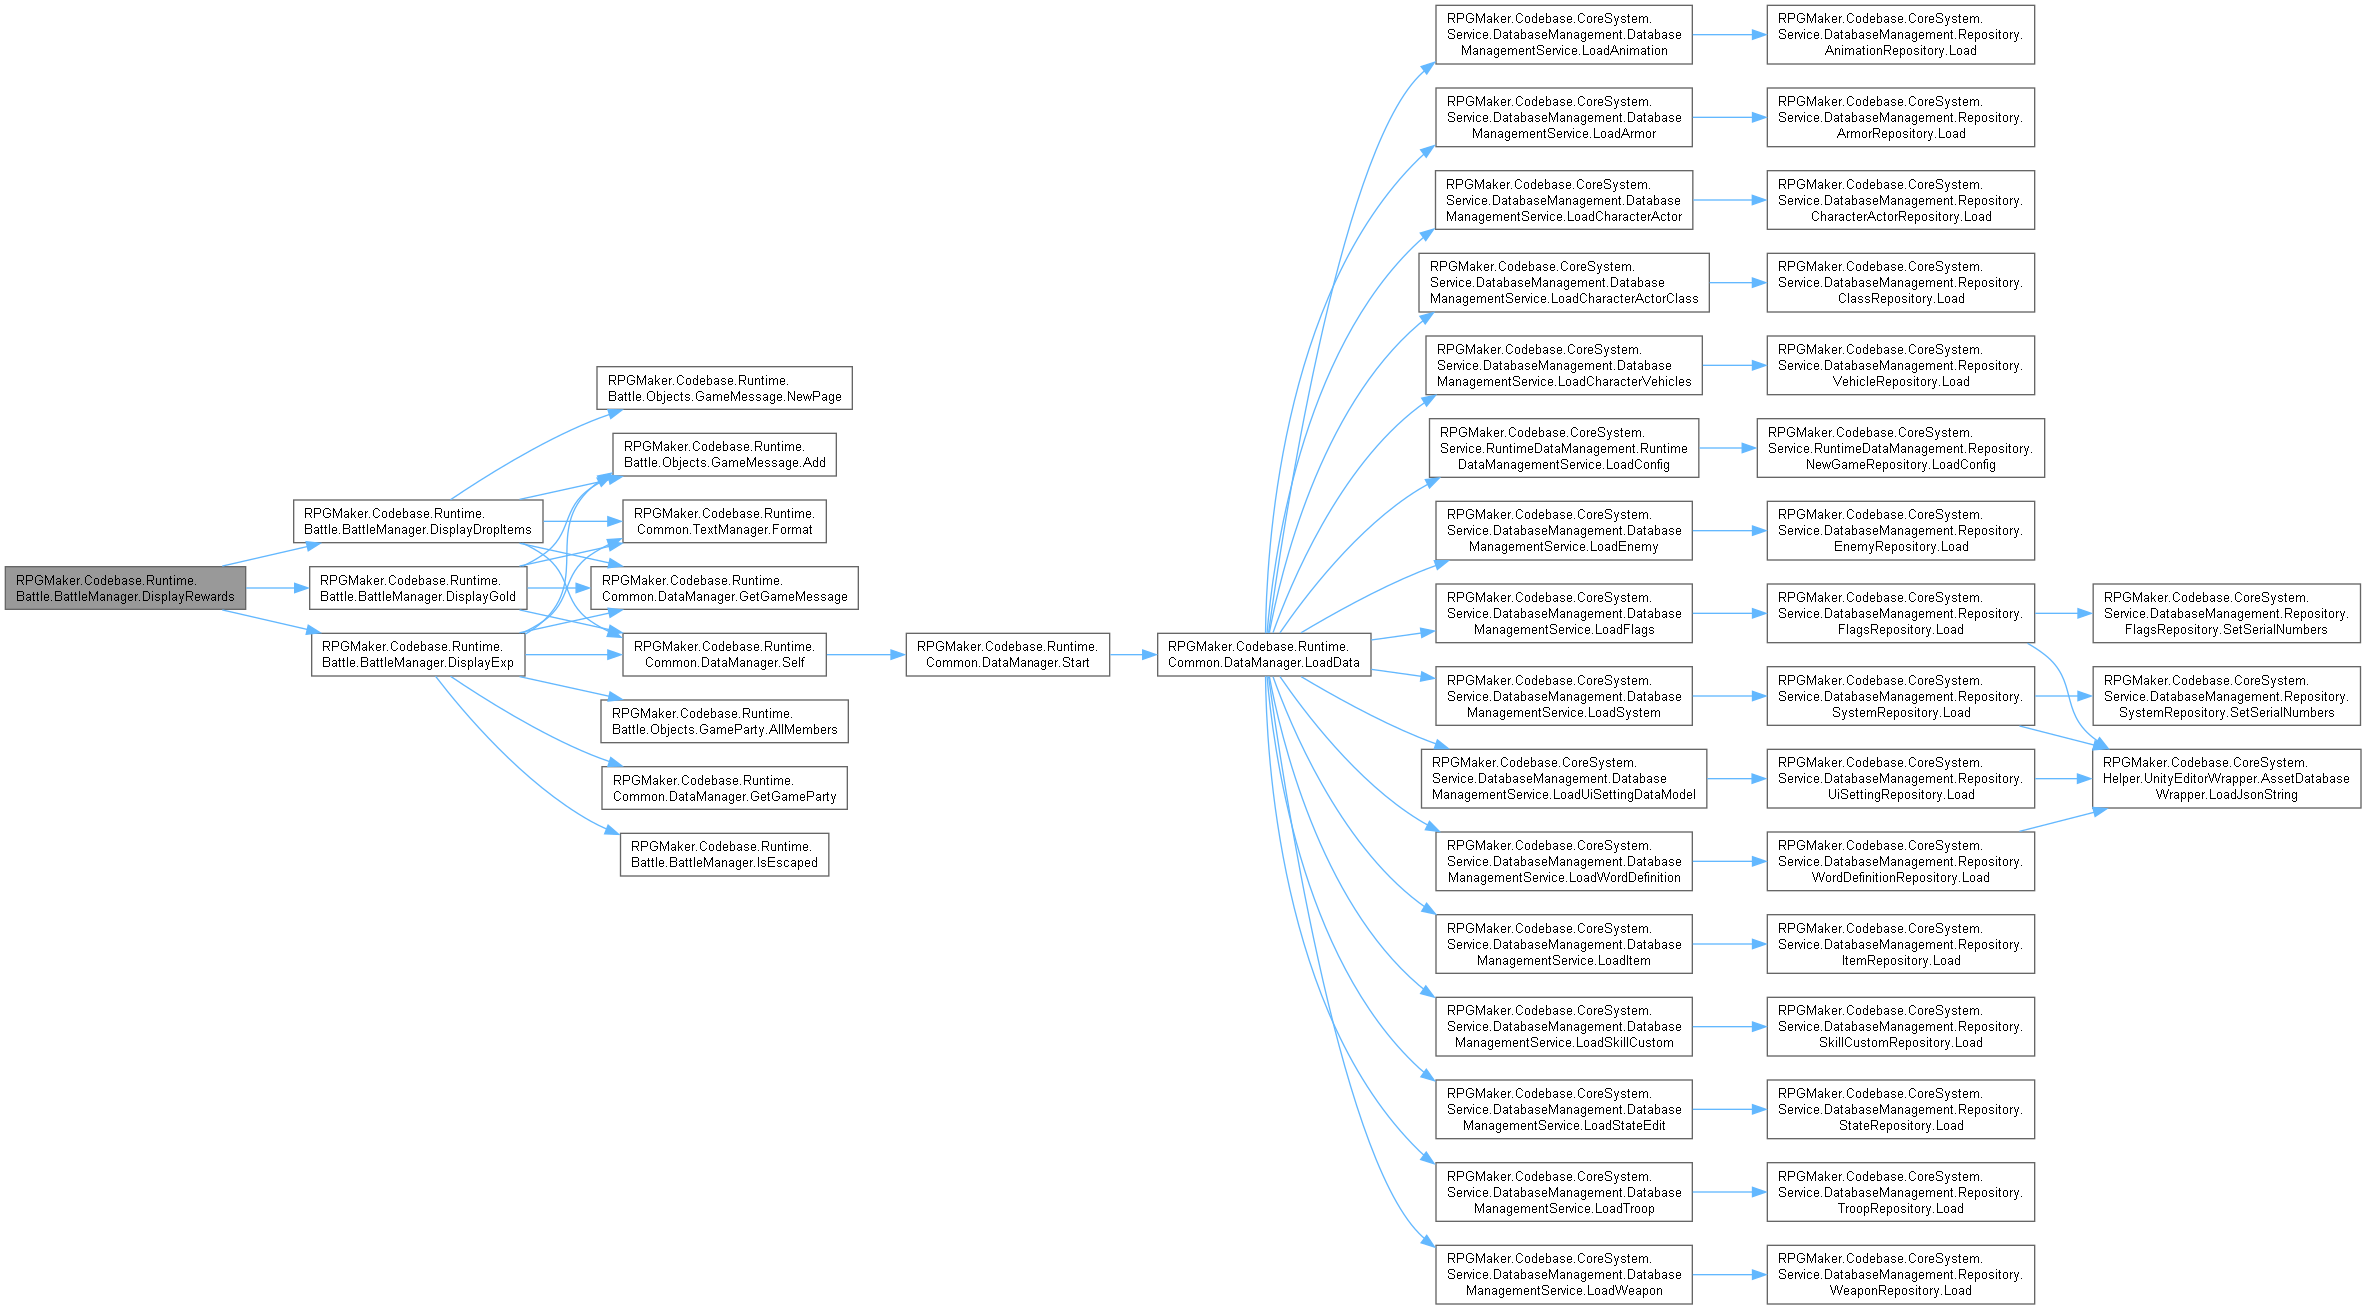 RPGMaker.Codebase.Runtime.
Battle.BattleManager.DisplayRewards
RPGMaker.Codebase.Runtime.
Battle.BattleManager.DisplayDropItems
RPGMaker.Codebase.Runtime.
Battle.BattleManager.DisplayGold
RPGMaker.Codebase.Runtime.
Battle.BattleManager.DisplayExp
RPGMaker.Codebase.Runtime.
Battle.Objects.GameMessage.NewPage
RPGMaker.Codebase.Runtime.
Battle.Objects.GameMessage.Add
RPGMaker.Codebase.Runtime.
Common.TextManager.Format
RPGMaker.Codebase.Runtime.
Common.DataManager.GetGameMessage
RPGMaker.Codebase.Runtime.
Common.DataManager.Self
RPGMaker.Codebase.Runtime.
Battle.Objects.GameParty.AllMembers
RPGMaker.Codebase.Runtime.
Common.DataManager.GetGameParty
RPGMaker.Codebase.Runtime.
Battle.BattleManager.IsEscaped
RPGMaker.Codebase.Runtime.
Common.DataManager.Start
RPGMaker.Codebase.Runtime.
Common.DataManager.LoadData
RPGMaker.Codebase.CoreSystem.
Service.DatabaseManagement.Database
ManagementService.LoadAnimation
RPGMaker.Codebase.CoreSystem.
Service.DatabaseManagement.Database
ManagementService.LoadArmor
RPGMaker.Codebase.CoreSystem.
Service.DatabaseManagement.Database
ManagementService.LoadCharacterActor
RPGMaker.Codebase.CoreSystem.
Service.DatabaseManagement.Database
ManagementService.LoadCharacterActorClass
RPGMaker.Codebase.CoreSystem.
Service.DatabaseManagement.Database
ManagementService.LoadCharacterVehicles
RPGMaker.Codebase.CoreSystem.
Service.RuntimeDataManagement.Runtime
DataManagementService.LoadConfig
RPGMaker.Codebase.CoreSystem.
Service.DatabaseManagement.Database
ManagementService.LoadEnemy
RPGMaker.Codebase.CoreSystem.
Service.DatabaseManagement.Database
ManagementService.LoadFlags
RPGMaker.Codebase.CoreSystem.
Service.DatabaseManagement.Database
ManagementService.LoadSystem
RPGMaker.Codebase.CoreSystem.
Service.DatabaseManagement.Database
ManagementService.LoadUiSettingDataModel
RPGMaker.Codebase.CoreSystem.
Service.DatabaseManagement.Database
ManagementService.LoadWordDefinition
RPGMaker.Codebase.CoreSystem.
Service.DatabaseManagement.Database
ManagementService.LoadItem
RPGMaker.Codebase.CoreSystem.
Service.DatabaseManagement.Database
ManagementService.LoadSkillCustom
RPGMaker.Codebase.CoreSystem.
Service.DatabaseManagement.Database
ManagementService.LoadStateEdit
RPGMaker.Codebase.CoreSystem.
Service.DatabaseManagement.Database
ManagementService.LoadTroop
RPGMaker.Codebase.CoreSystem.
Service.DatabaseManagement.Database
ManagementService.LoadWeapon
RPGMaker.Codebase.CoreSystem.
Service.DatabaseManagement.Repository.
AnimationRepository.Load
RPGMaker.Codebase.CoreSystem.
Service.DatabaseManagement.Repository.
ArmorRepository.Load
RPGMaker.Codebase.CoreSystem.
Service.DatabaseManagement.Repository.
CharacterActorRepository.Load
RPGMaker.Codebase.CoreSystem.
Service.DatabaseManagement.Repository.
ClassRepository.Load
RPGMaker.Codebase.CoreSystem.
Service.DatabaseManagement.Repository.
VehicleRepository.Load
RPGMaker.Codebase.CoreSystem.
Service.RuntimeDataManagement.Repository.
NewGameRepository.LoadConfig
RPGMaker.Codebase.CoreSystem.
Service.DatabaseManagement.Repository.
EnemyRepository.Load
RPGMaker.Codebase.CoreSystem.
Service.DatabaseManagement.Repository.
FlagsRepository.Load
RPGMaker.Codebase.CoreSystem.
Service.DatabaseManagement.Repository.
SystemRepository.Load
RPGMaker.Codebase.CoreSystem.
Service.DatabaseManagement.Repository.
UiSettingRepository.Load
RPGMaker.Codebase.CoreSystem.
Service.DatabaseManagement.Repository.
WordDefinitionRepository.Load
RPGMaker.Codebase.CoreSystem.
Service.DatabaseManagement.Repository.
ItemRepository.Load
RPGMaker.Codebase.CoreSystem.
Service.DatabaseManagement.Repository.
SkillCustomRepository.Load
RPGMaker.Codebase.CoreSystem.
Service.DatabaseManagement.Repository.
StateRepository.Load
RPGMaker.Codebase.CoreSystem.
Service.DatabaseManagement.Repository.
TroopRepository.Load
RPGMaker.Codebase.CoreSystem.
Service.DatabaseManagement.Repository.
WeaponRepository.Load
RPGMaker.Codebase.CoreSystem.
Service.DatabaseManagement.Repository.
FlagsRepository.SetSerialNumbers
RPGMaker.Codebase.CoreSystem.
Service.DatabaseManagement.Repository.
SystemRepository.SetSerialNumbers
RPGMaker.Codebase.CoreSystem.
Helper.UnityEditorWrapper.AssetDatabase
Wrapper.LoadJsonString